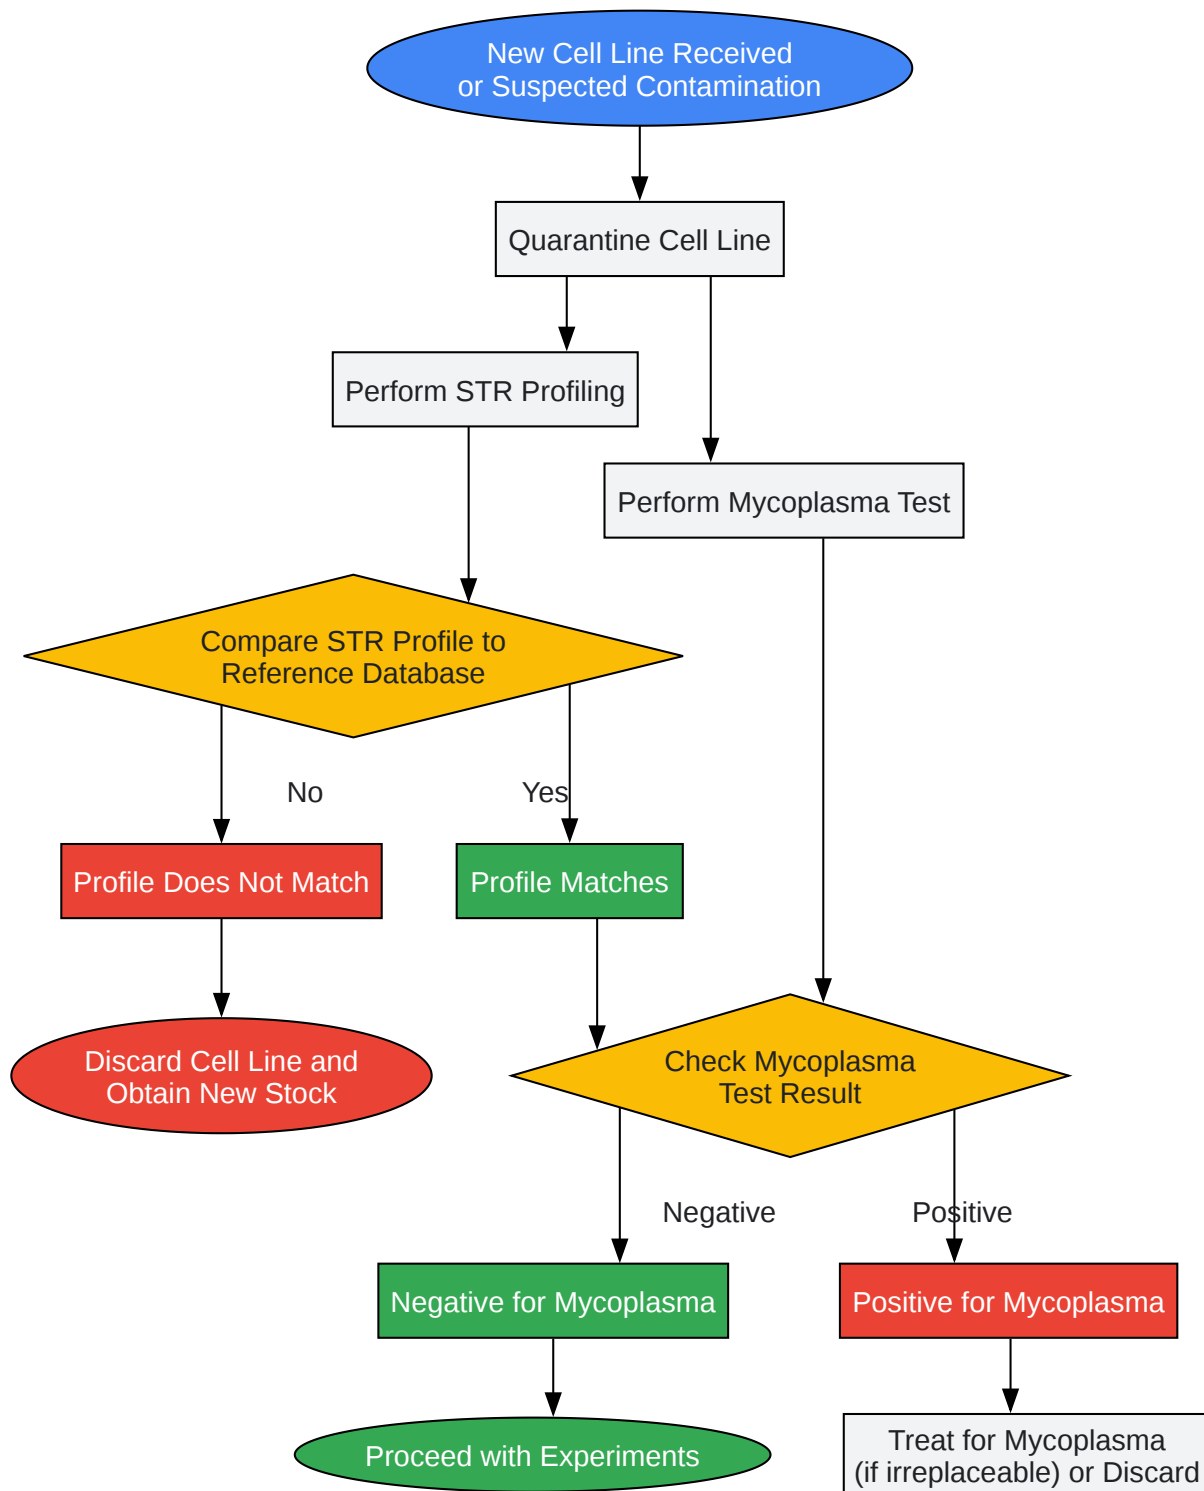 New Cell Line Received
or Suspected Contamination
Quarantine Cell Line
Perform STR Profiling
Perform Mycoplasma Test
Compare STR Profile to
Reference Database
No
Yes
Profile Does Not Match
Profile Matches
Discard Cell Line and
Obtain New Stock
Check Mycoplasma
Test Result
Negative
Positive
Negative for Mycoplasma
Positive for Mycoplasma
Proceed with Experiments
Treat for Mycoplasma
(if irreplaceable) or Discard